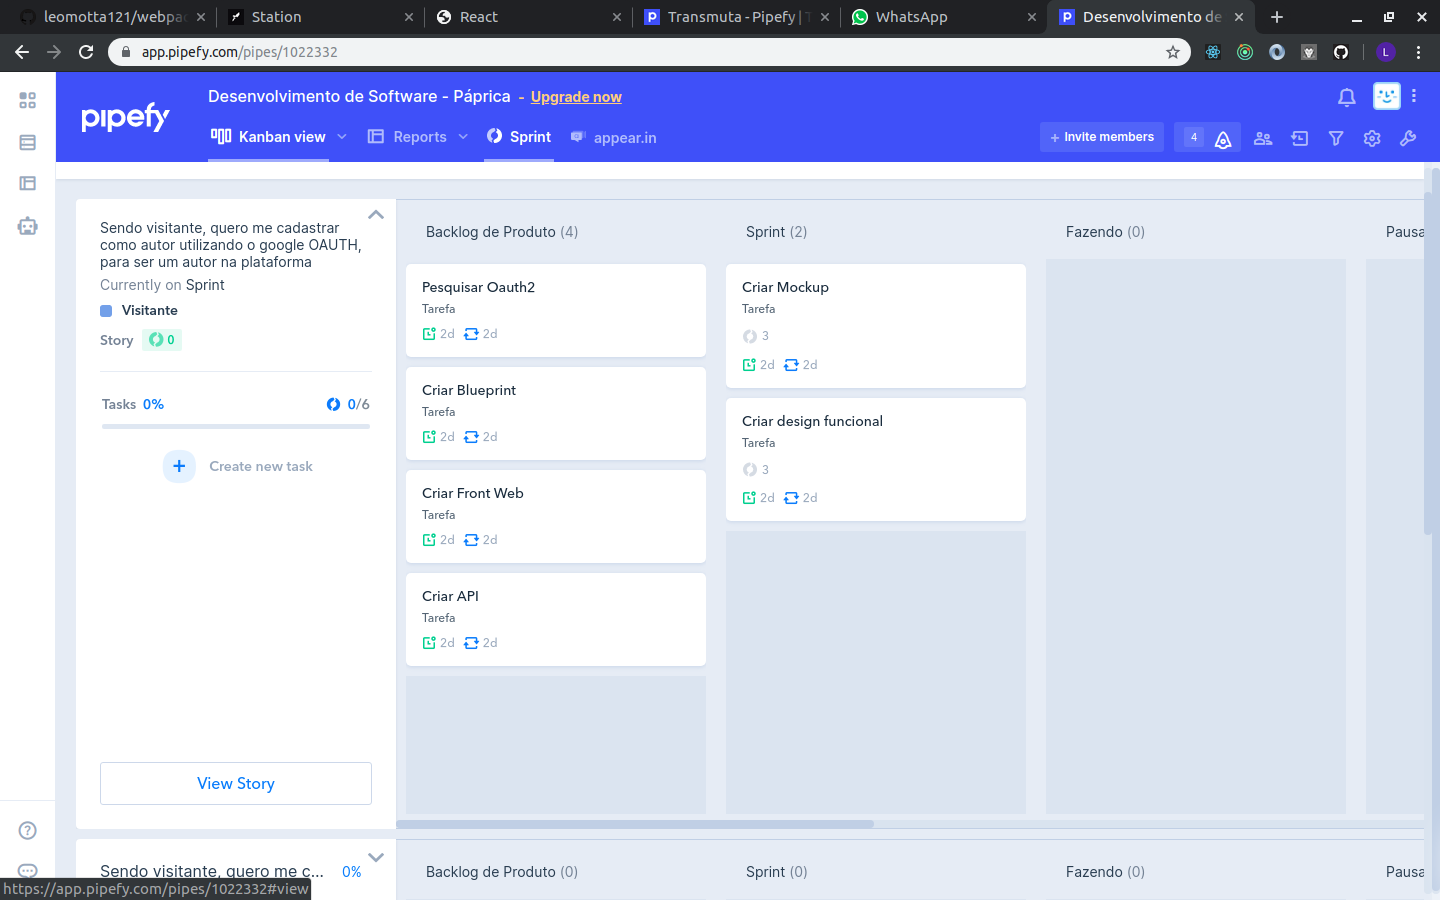 leomotta121/webpac
Station
React
Transmuta - Pipefy | T
WhatsApp
Desenvolvimento de
app.pipefy.com/pipes/1022332
L
pipefy
Desenvolvimento de Software - Páprica - Upgrade now
Kanban view
Reports
Sprint
appear.in
+ Invite members
4
Sendo visitante, quero me cadastrar
como autor utilizando o google OAUTH,
para ser um autor na plataforma
Currently on Sprint
Visitante
Story 0
Tasks 0% 0/6
+ Create new task
View Story
Backlog de Produto (4)
Pesquisar Oauth2
Tarefa
2d 2d
Criar Blueprint
Tarefa
2d 2d
Criar Front Web
Tarefa
2d 2d
Criar API
Tarefa
2d 2d
Sprint (2)
Criar Mockup
Tarefa
3
2d 2d
Criar design funcional
Tarefa
3
2d 2d
Fazendo (0)
Pausa
Sendo visitante, quero me c... 0%
Backlog de Produto (0)
Sprint (0)
Fazendo (0)
Pausa
https://app.pipefy.com/pipes/1022332#view